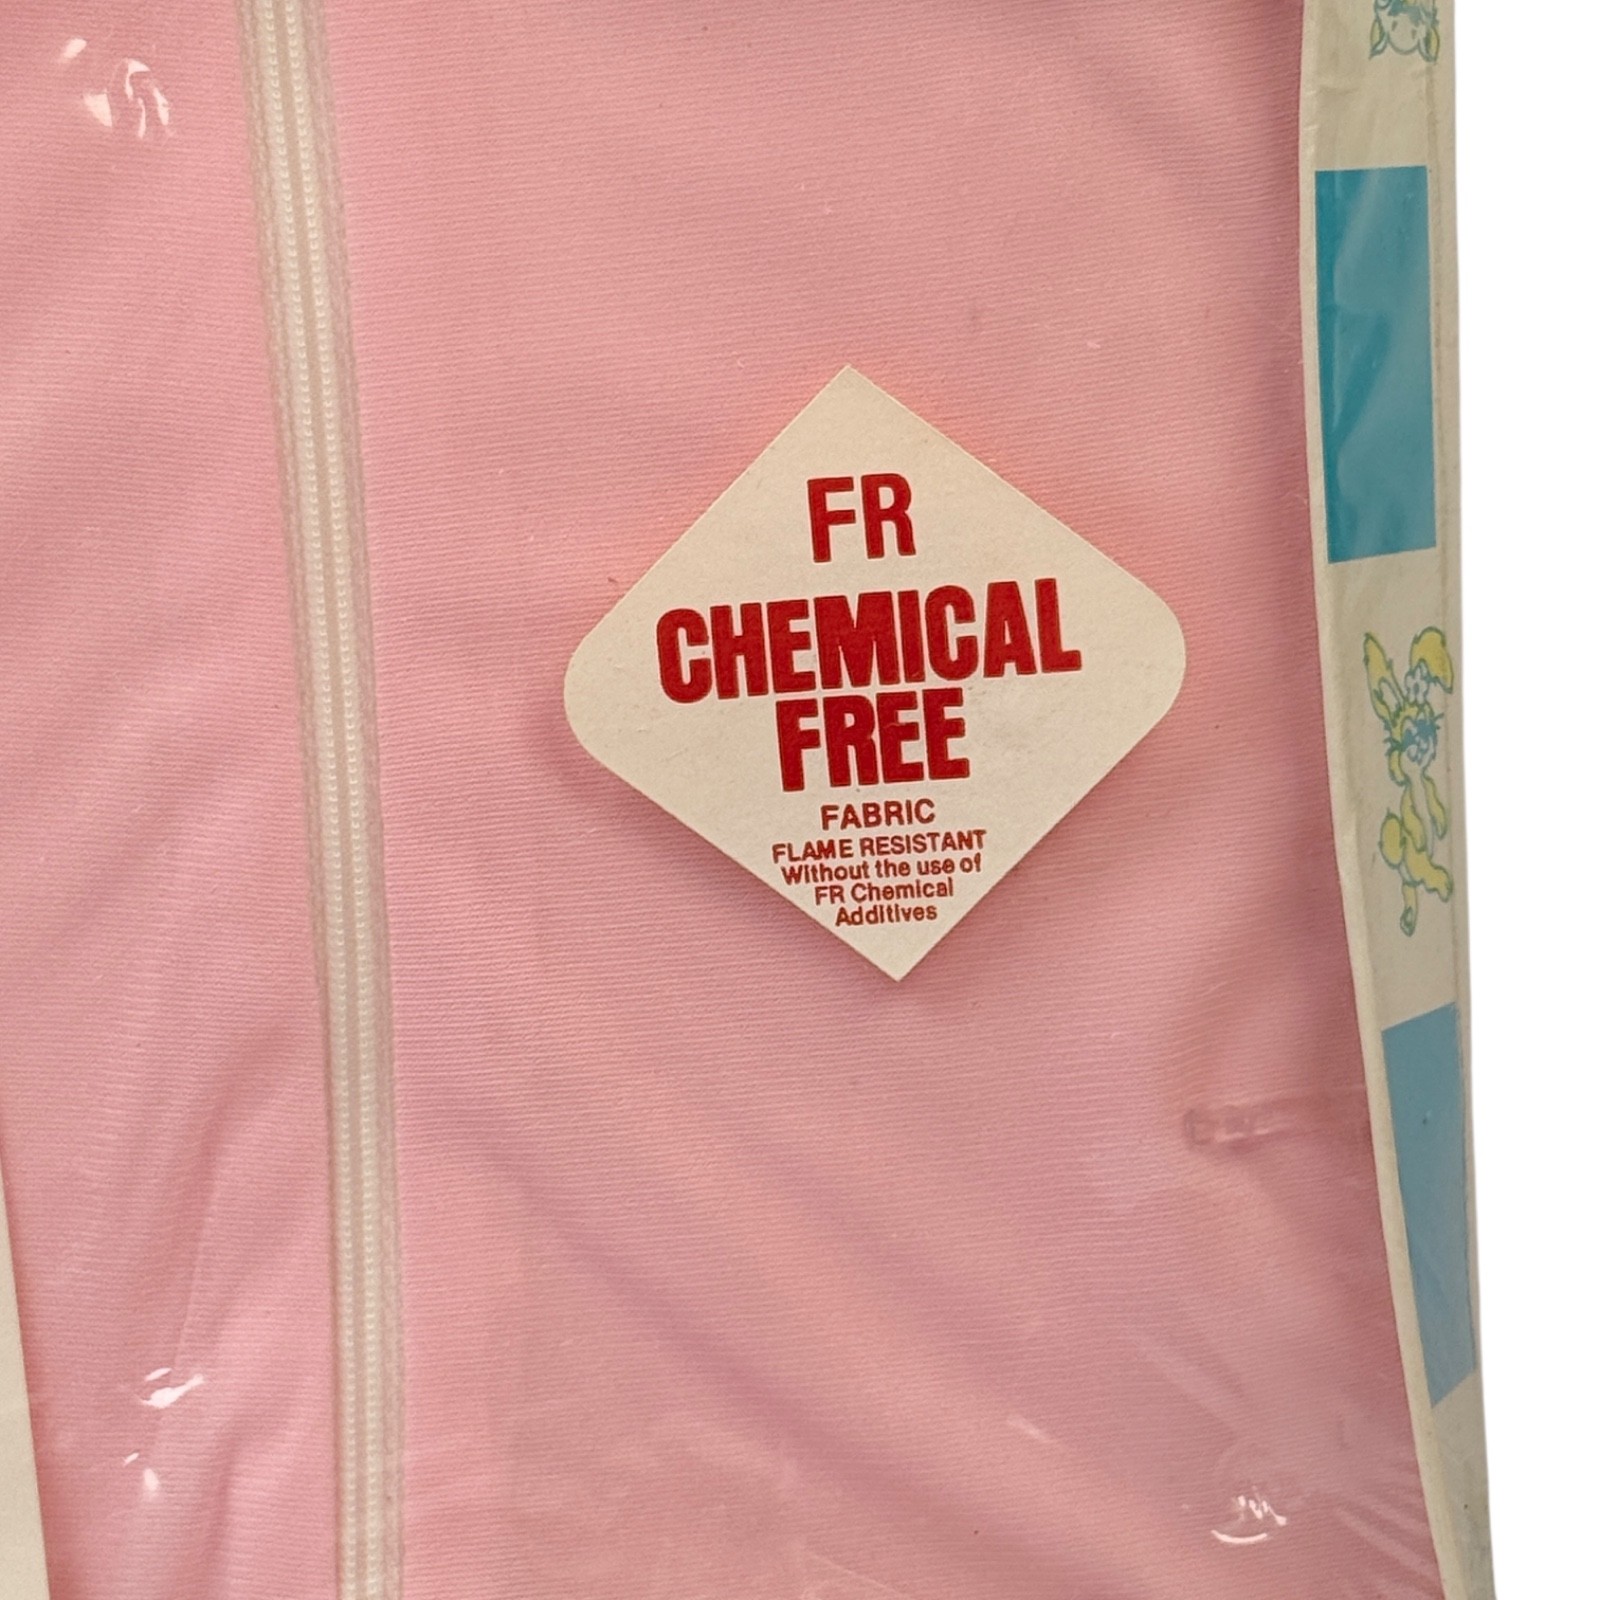 FR
CHEMICAL
FREE
FABRIC
FLAME RESISTANT
Without the use of
FR Chemical
Additives